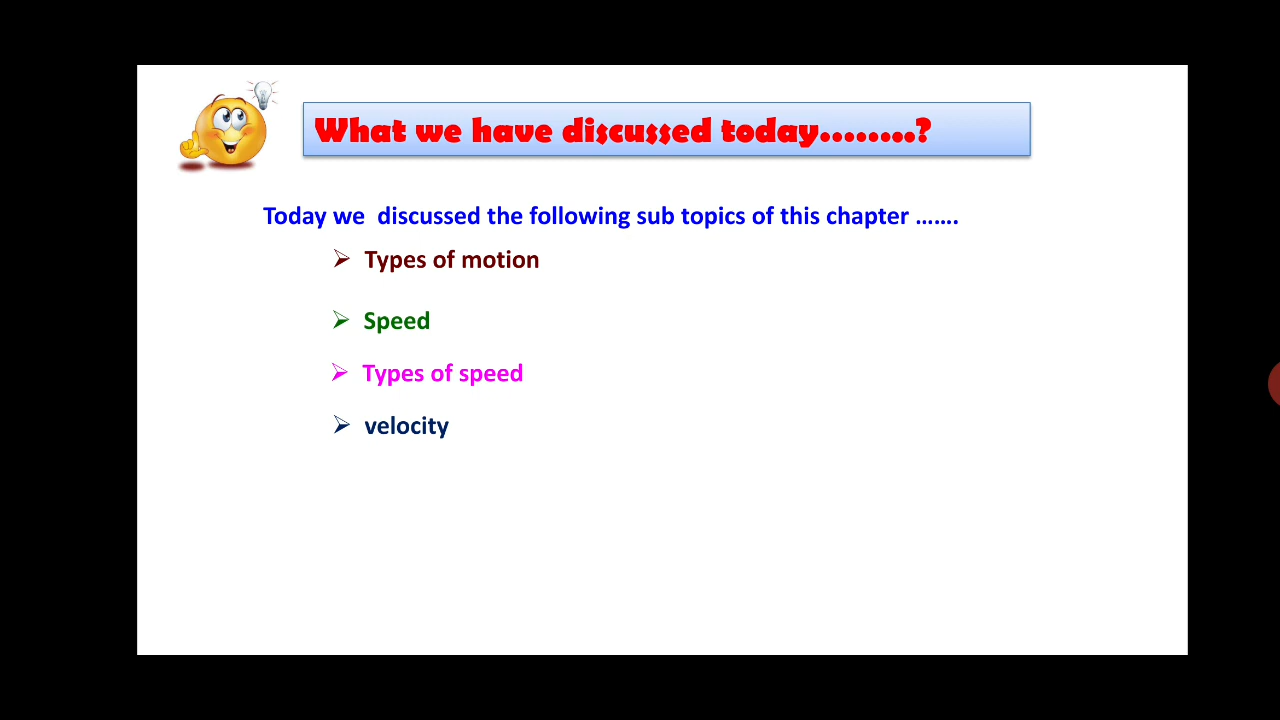 What we have discussed today........?
Today we  discussed the following sub topics of this chapter .......
➢ Types of motion
➢ Speed
➢ Types of speed
➢ velocity